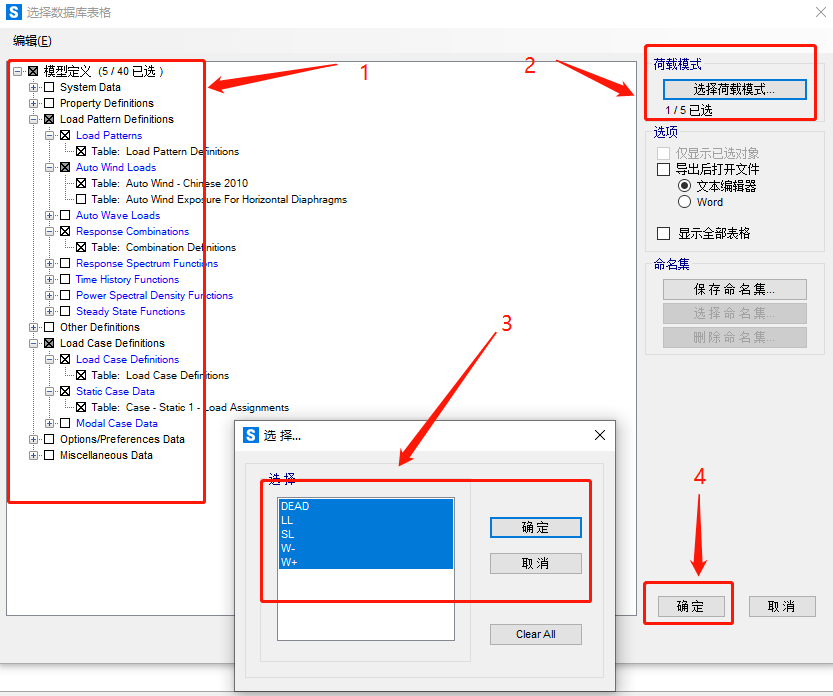 S 选择数据库表格
编辑(E)
1
2
模型定义 (5 / 40 已选 )
System Data
Property Definitions
Load Pattern Definitions
Load Patterns
Table: Load Pattern Definitions
Auto Wind Loads
Table: Auto Wind - Chinese 2010
Table: Auto Wind Exposure For Horizontal Diaphragms
Auto Wave Loads
Response Combinations
Table: Combination Definitions
Response Spectrum Functions
Time History Functions
Power Spectral Density Functions
Steady State Functions
Other Definitions
Load Case Definitions
Load Case Definitions
Table: Load Case Definitions
Static Case Data
Table: Case - Static 1 - Load Assignments
Modal Case Data
Options/Preferences Data
Miscellaneous Data
荷载模式
选择荷载模式...
1 / 5 已选
选项
仅显示已选对象
导出后打开文件
文本编辑器
Word
显示全部表格
命名集
保存命名集...
选择命名集...
删除命名集...
3
S 选择...
选择
DEAD
LL
SL
W-
W+
确定
取消
Clear All
4
确定
取消